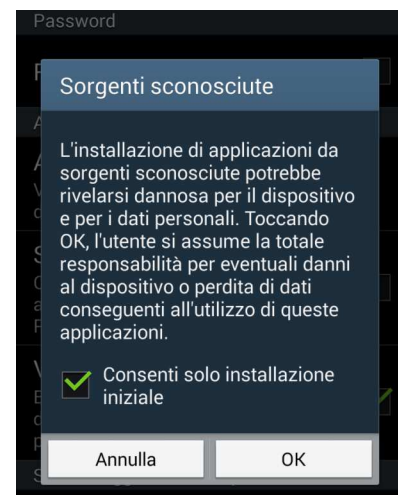 Password
Sorgenti sconosciute
L'installazione di applicazioni da
sorgenti sconosciute potrebbe
rivelarsi dannosa per il dispositivo
e per i dati personali. Toccando
OK, l'utente si assume la totale
responsabilità per eventuali danni
al dispositivo o perdita di dati
conseguenti all'utilizzo di queste
applicazioni.
Consenti solo installazione
iniziale
Annulla
OK